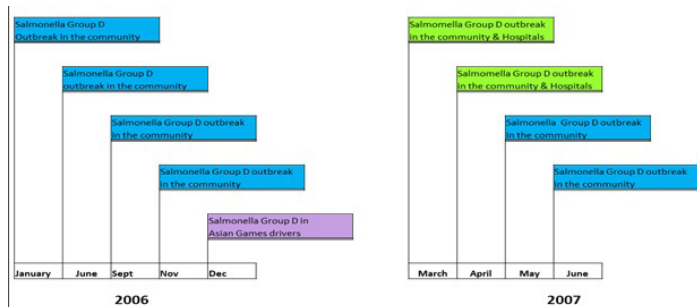 Salmonella Group D
Outbreak in the community
Salmonella Group D
outbreak in the community
Salmonella Group D outbreak
in the community
Salmonella Group D outbreak
in the community
Salmonella Group D in
Asian Games drivers
January June Sept Nov Dec
2006
Salmomella Group D outbreak
in the community & Hospitals
Salmomella Group D outbreak
in the community & Hospitals
Salmonella Group D outbreak
in the community
Salmonella Group D outbreak
in the community
March April May June
2007